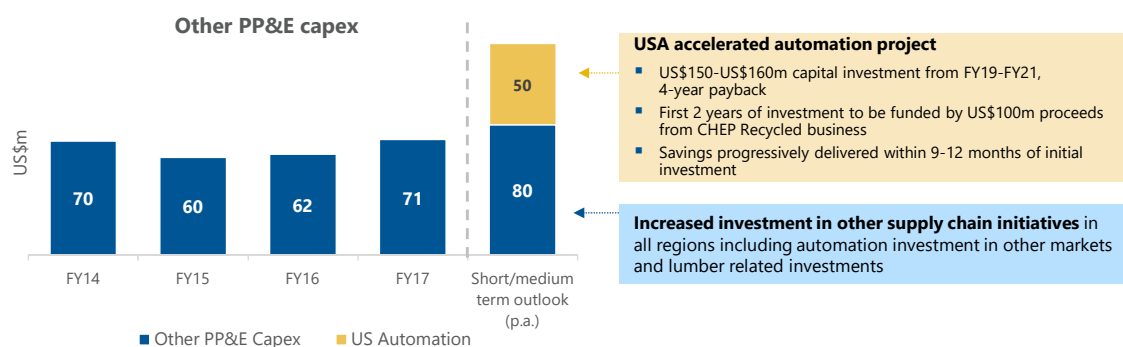 Other PP&E capex
US$m
70
60
62
71
50
80
FY14
FY15
FY16
FY17
Short/medium
term outlook
(p.a.)
Other PP&E Capex
US Automation
USA accelerated automation project
▪ US$150-US$160m capital investment from FY19-FY21,
4-year payback
▪ First 2 years of investment to be funded by US$100m proceeds
from CHEP Recycled business
▪ Savings progressively delivered within 9-12 months of initial
investment
Increased investment in other supply chain initiatives in
all regions including automation investment in other markets
and lumber related investments